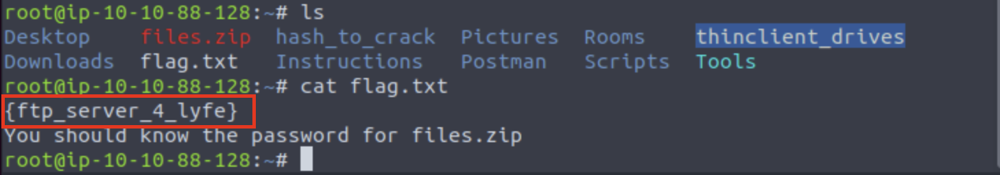 root@ip-10-10-88-128:~# ls
Desktop files.zip hash_to_crack Pictures Rooms thinclient_drives
Downloads flag.txt Instructions Postman Scripts Tools
root@ip-10-10-88-128:~# cat flag.txt
{ftp_server_4_lyfe}
You should know the password for files.zip
root@ip-10-10-88-128:~#